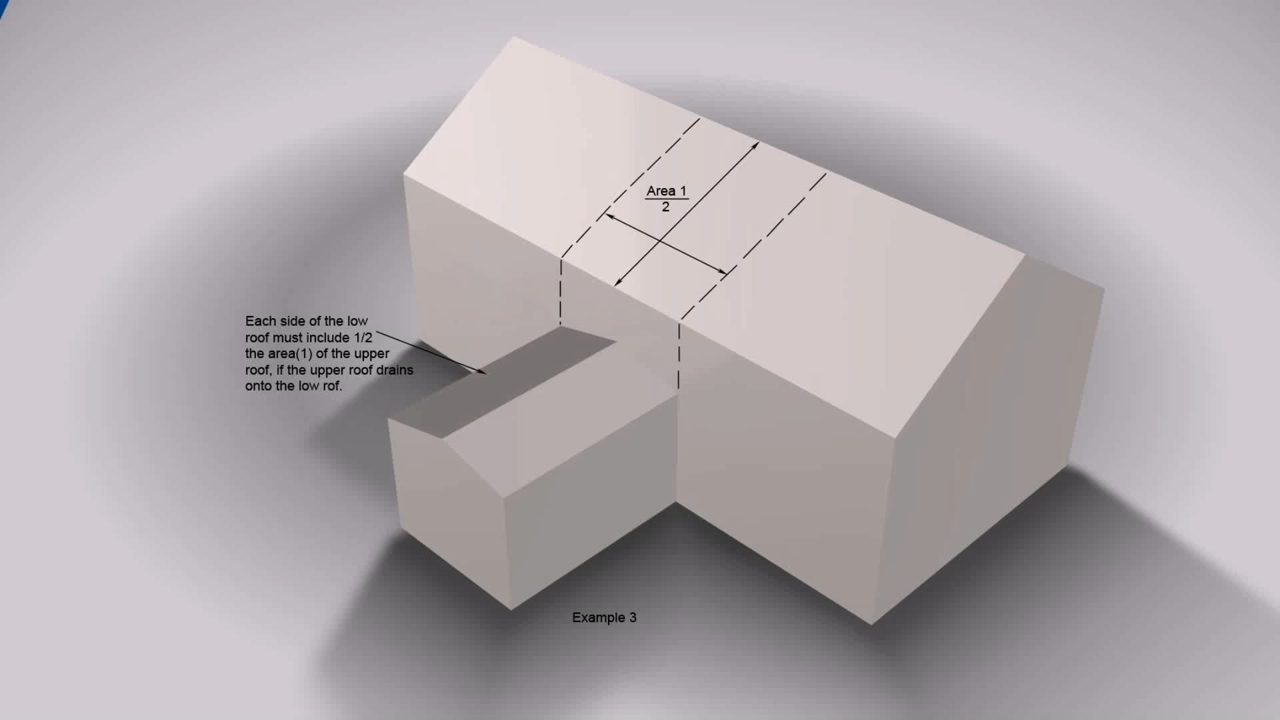 Area 1
2
Each side of the low
roof must include 1/2
the area(1) of the upper
roof, if the upper roof drains
onto the low rof.
Example 3